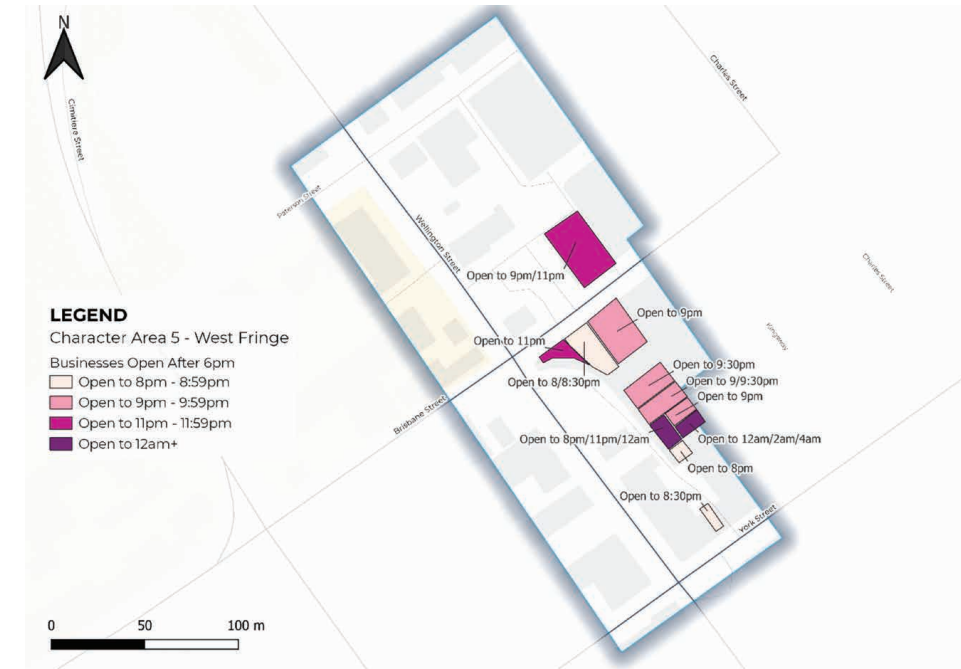 N
Cimitiere Street
Charles Street
Paterson Street
Wellington Street
Charles Street
Open to 9pm/11pm
Open to 9pm
Kingsway
Open to 11pm
Open to 8/8:30pm
Open to 9:30pm
Open to 9/9:30pm
Open to 9pm
Brisbane Street
Open to 8pm/11pm/12am
Open to 12am/2am/4am
Open to 8pm
Open to 8:30pm
York Street
LEGEND
Character Area 5 - West Fringe
Businesses Open After 6pm
Open to 8pm - 8:59pm
Open to 9pm - 9:59pm
Open to 11pm - 11:59pm
Open to 12am+
0 50 100 m